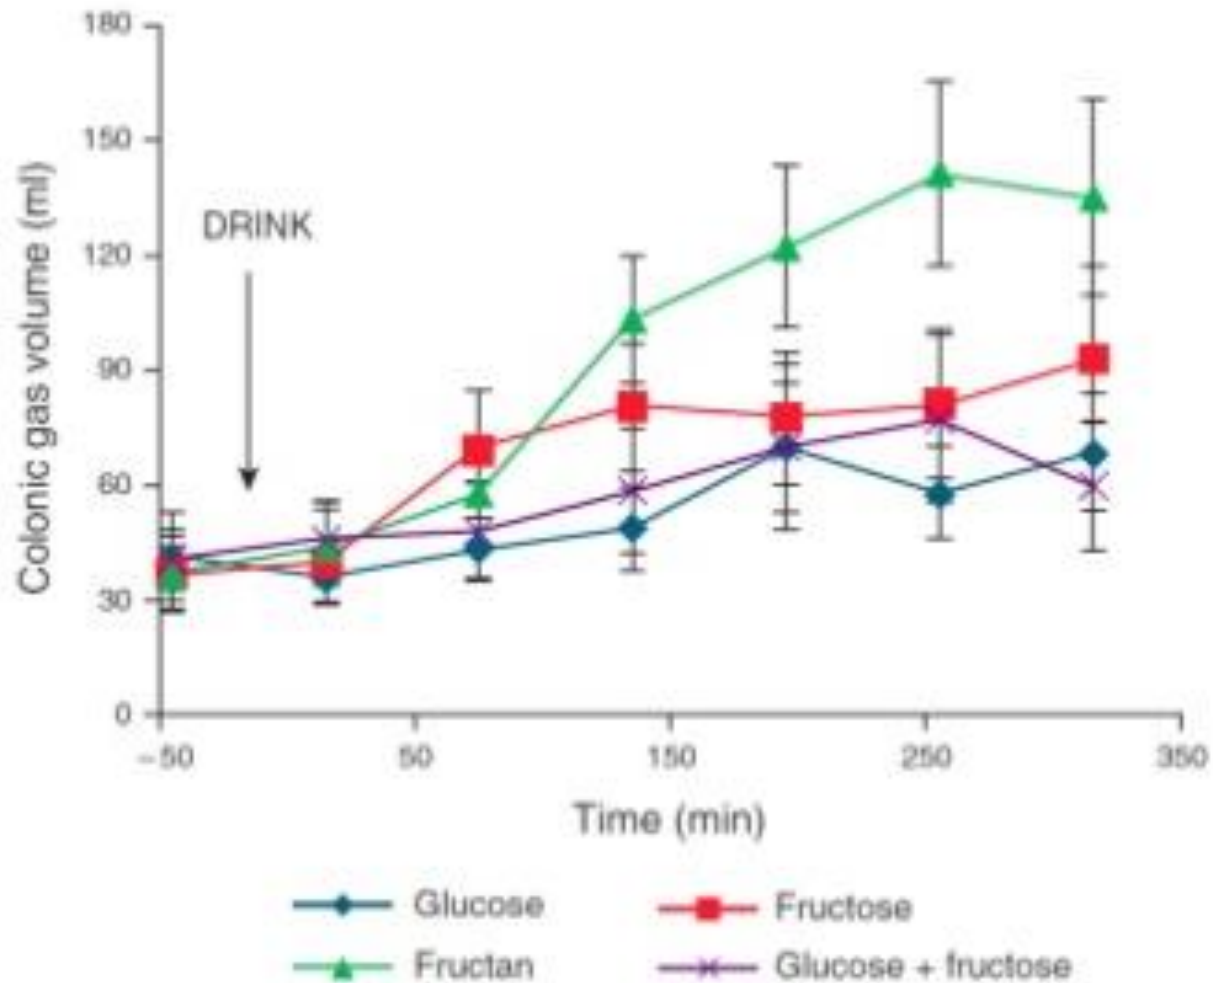 180
150
120
90
60
30
0
Colonic gas volume (ml)
DRINK
−50 50 150 250 350
Time (min)
Glucose Fructose
Fructan Glucose + fructose